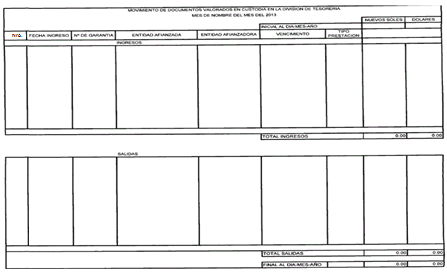 MOVIMIENTO DE DOCUMENTOS VALORADOS EN CUSTODIA EN LA DIVISION DE TESORERIA
MES DE NOMBRE DEL MES DEL 2013
NUEVOS SOLES DOLARES
INICIAL AL DIA-MES-AÑO
N/O. FECHA INGRESO Nº DE GARANTIA ENTIDAD AFIANZADA ENTIDAD AFIANZADORA VENCIMIENTO TIPO PRESTACION
INGRESOS
TOTAL INGRESOS 0.00 0.00
SALIDAS
TOTAL SALIDAS 0.00 0.00
FINAL AL DIA-MES-AÑO 0.00 0.00